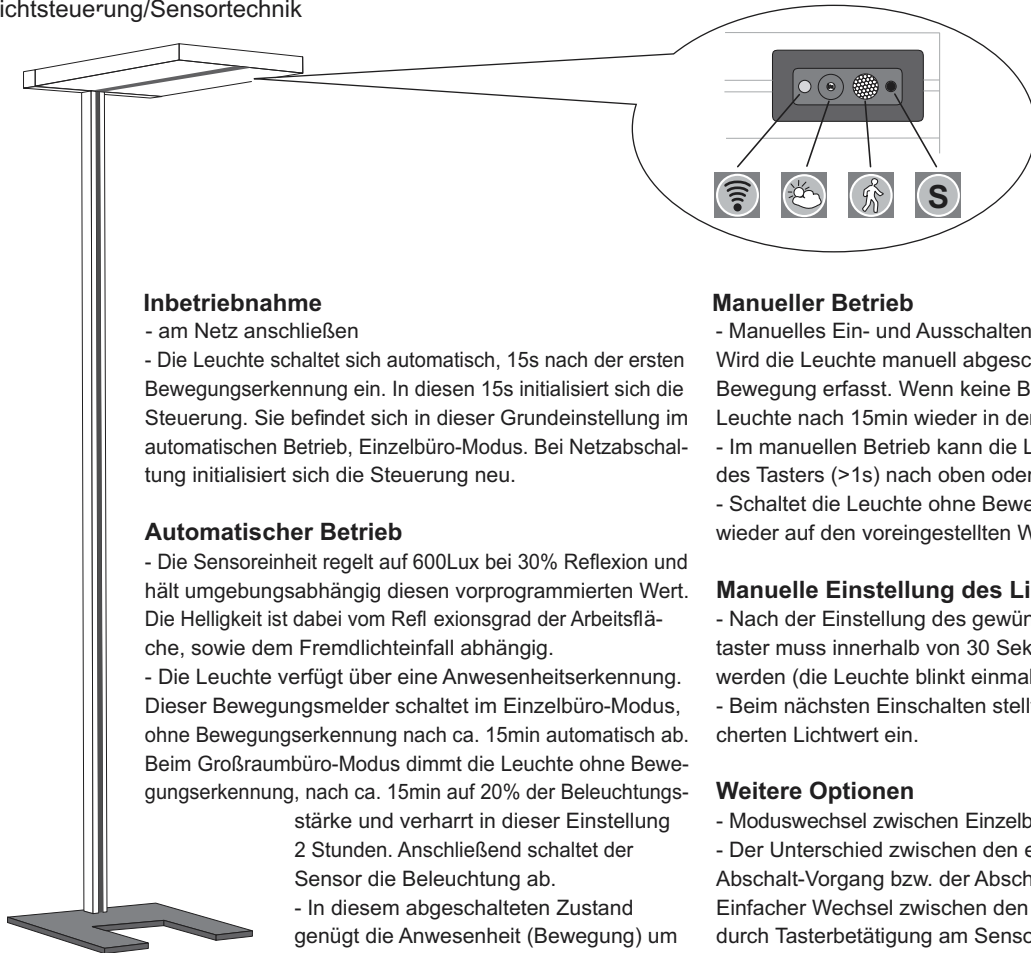 ichtsteuerung/Sensortechnik
S
Inbetriebnahme
- am Netz anschließen
- Die Leuchte schaltet sich automatisch, 15s nach der ersten
Bewegungserkennung ein. In diesen 15s initialisiert sich die
Steuerung. Sie befindet sich in dieser Grundeinstellung im
automatischen Betrieb, Einzelbüro-Modus. Bei Netzabschal-
tung initialisiert sich die Steuerung neu.
Automatischer Betrieb
- Die Sensoreinheit regelt auf 600Lux bei 30% Reflexion und
hält umgebungsabhängig diesen vorprogrammierten Wert.
Die Helligkeit ist dabei vom Refl exionsgrad der Arbeitsflä-
che, sowie dem Fremdlichteinfall abhängig.
- Die Leuchte verfügt über eine Anwesenheitserkennung.
Dieser Bewegungsmelder schaltet im Einzelbüro-Modus,
ohne Bewegungserkennung nach ca. 15min automatisch ab.
Beim Großraumbüro-Modus dimmt die Leuchte ohne Bewe-
gungserkennung, nach ca. 15min auf 20% der Beleuchtungs-
stärke und verharrt in dieser Einstellung
2 Stunden. Anschließend schaltet der
Sensor die Beleuchtung ab.
- In diesem abgeschalteten Zustand
genügt die Anwesenheit (Bewegung) um
Manueller Betrieb
- Manuelles Ein- und Ausschalten
Wird die Leuchte manuell abgesc
Bewegung erfasst. Wenn keine B
Leuchte nach 15min wieder in de
- Im manuellen Betrieb kann die L
des Tasters (>1s) nach oben oder
- Schaltet die Leuchte ohne Bewe
wieder auf den voreingestellten W
Manuelle Einstellung des Li
- Nach der Einstellung des gewün
taster muss innerhalb von 30 Sek
werden (die Leuchte blinkt einmal
- Beim nächsten Einschalten stell
cherten Lichtwert ein.
Weitere Optionen
- Moduswechsel zwischen Einzelb
- Der Unterschied zwischen den e
Abschalt-Vorgang bzw. der Absch
Einfacher Wechsel zwischen den
durch Tasterbetätigung am Senso